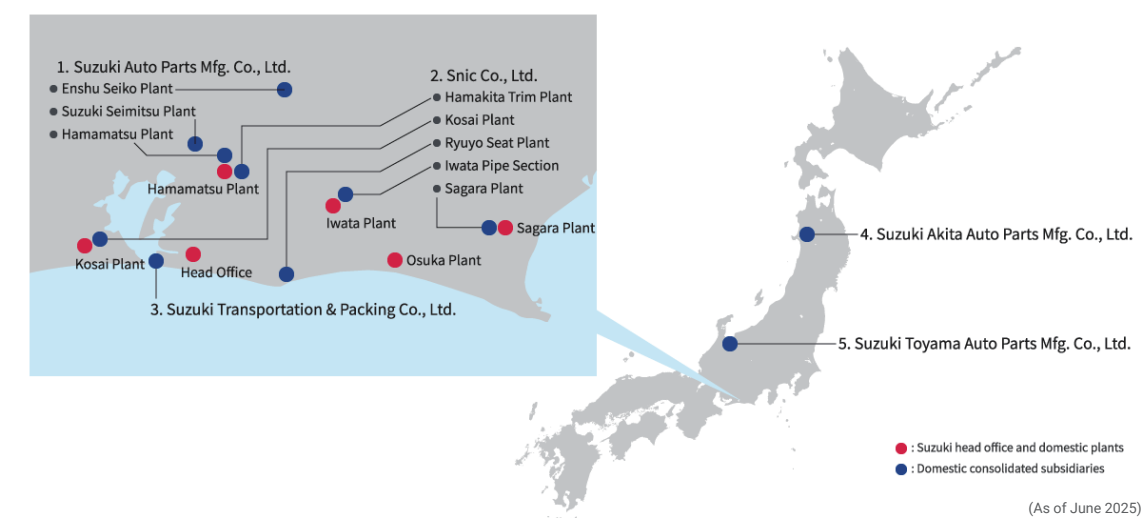 1. Suzuki Auto Parts Mfg. Co., Ltd.
Enshu Seiko Plant
Suzuki Seimitsu Plant
Hamamatsu Plant
2. Snic Co., Ltd.
Hamakita Trim Plant
Kosai Plant
Ryuyo Seat Plant
Iwata Pipe Section
Sagara Plant
Hamamatsu Plant
Iwata Plant
Sagara Plant
Kosai Plant
Head Office
Osuka Plant
3. Suzuki Transportation & Packing Co., Ltd.
4. Suzuki Akita Auto Parts Mfg. Co., Ltd.
5. Suzuki Toyama Auto Parts Mfg. Co., Ltd.
: Suzuki head office and domestic plants
: Domestic consolidated subsidiaries
(As of June 2025)